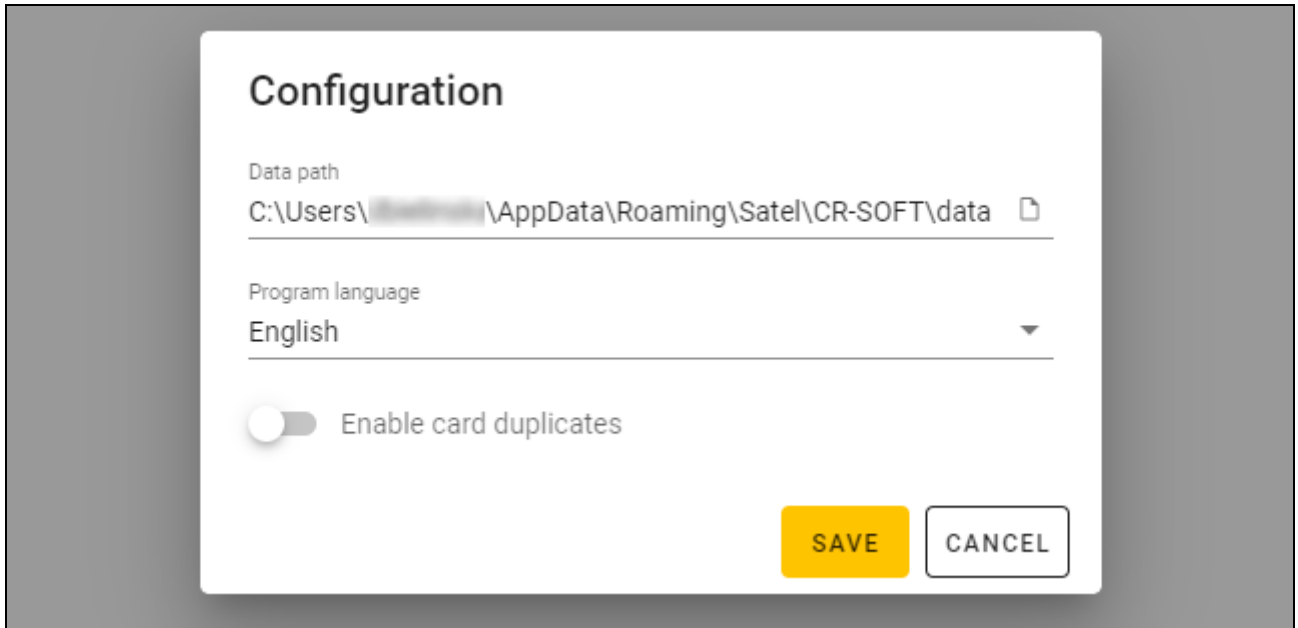 Configuration
Data path
C:\Users\ \AppData\Roaming\Satel\CR-SOFT\data
Program language
English
Enable card duplicates
SAVE CANCEL